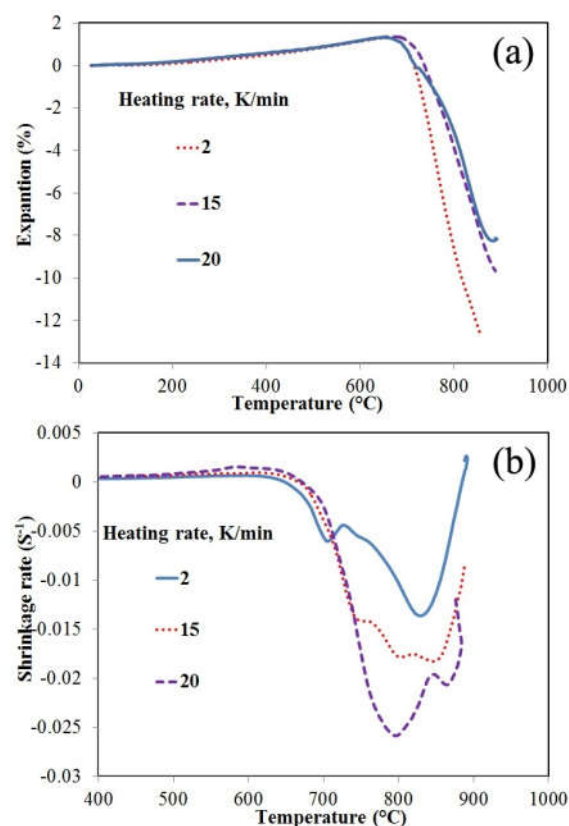 (a)
2
0
-2
-4
-6
-8
-10
-12
-14
Expantion (%)
Heating rate, K/min
2
15
20
0 200 400 600 800 1000
Temperature (°C)
(b)
0.005
0
-0.005
-0.01
-0.015
-0.02
-0.025
-0.03
Shrinkage rate (S⁻¹)
Heating rate, K/min
2
15
20
400 500 600 700 800 900 1000
Temperature (°C)